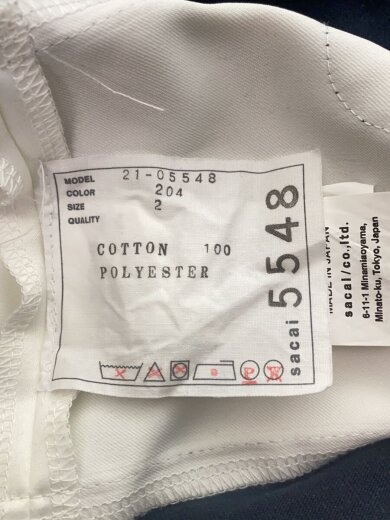 MODEL 21-05548
COLOR 204
SIZE 2
QUALITY
COTTON 100
POLYESTER
sacai 5548
MADE IN JAPAN
sacai/co.,ltd.
6-11-1 Minamiaoyama,
Minato-ku, Tokyo, Japan
P
W